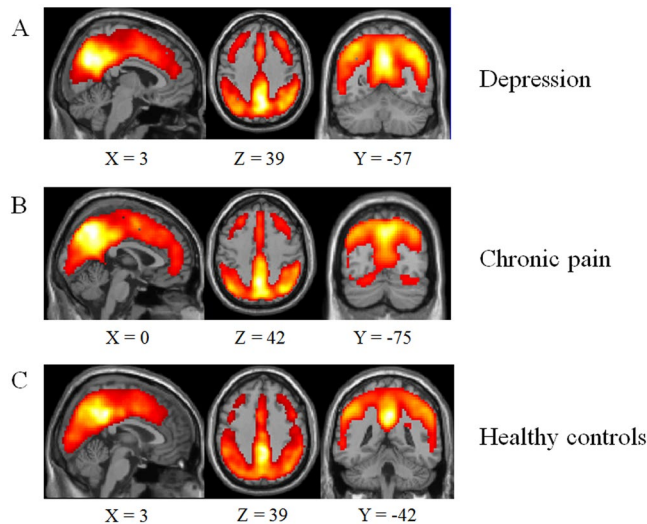 A
Depression
X = 3 Z = 39 Y = -57
B
Chronic pain
X = 0 Z = 42 Y = -75
C
Healthy controls
X = 3 Z = 39 Y = -42